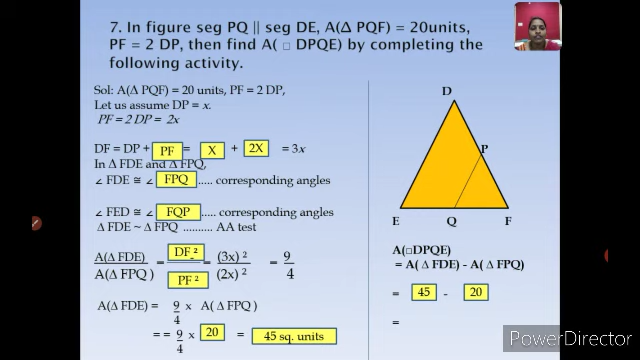 7. In figure seg PQ || seg DE, A(Δ PQF) = 20units,
PF = 2 DP, then find A( □ DPQE) by completing the
following activity.
Sol: A(Δ PQF) = 20 units, PF = 2 DP,
Let us assume DP = x.
PF = 2 DP = 2x
DF = DP + PF = X + 2X = 3x
In Δ FDE and Δ FPQ,
∠ FDE ≅ ∠ FPQ ..... corresponding angles
∠ FED ≅ ∠ FQP ..... corresponding angles
Δ FDE ~ Δ FPQ .......... AA test
A(Δ FDE) / A(Δ FPQ ) = DF ² / PF ² = (3x) ² / (2x) ² = 9 / 4
A(Δ FDE) = 9/4 x A( Δ FPQ )
= = 9/4 x 20 = 45 sq. units
D
P
E Q F
A(□DPQE)
= A( Δ FDE) - A( Δ FPQ)
= 45 - 20
=
PowerDirector